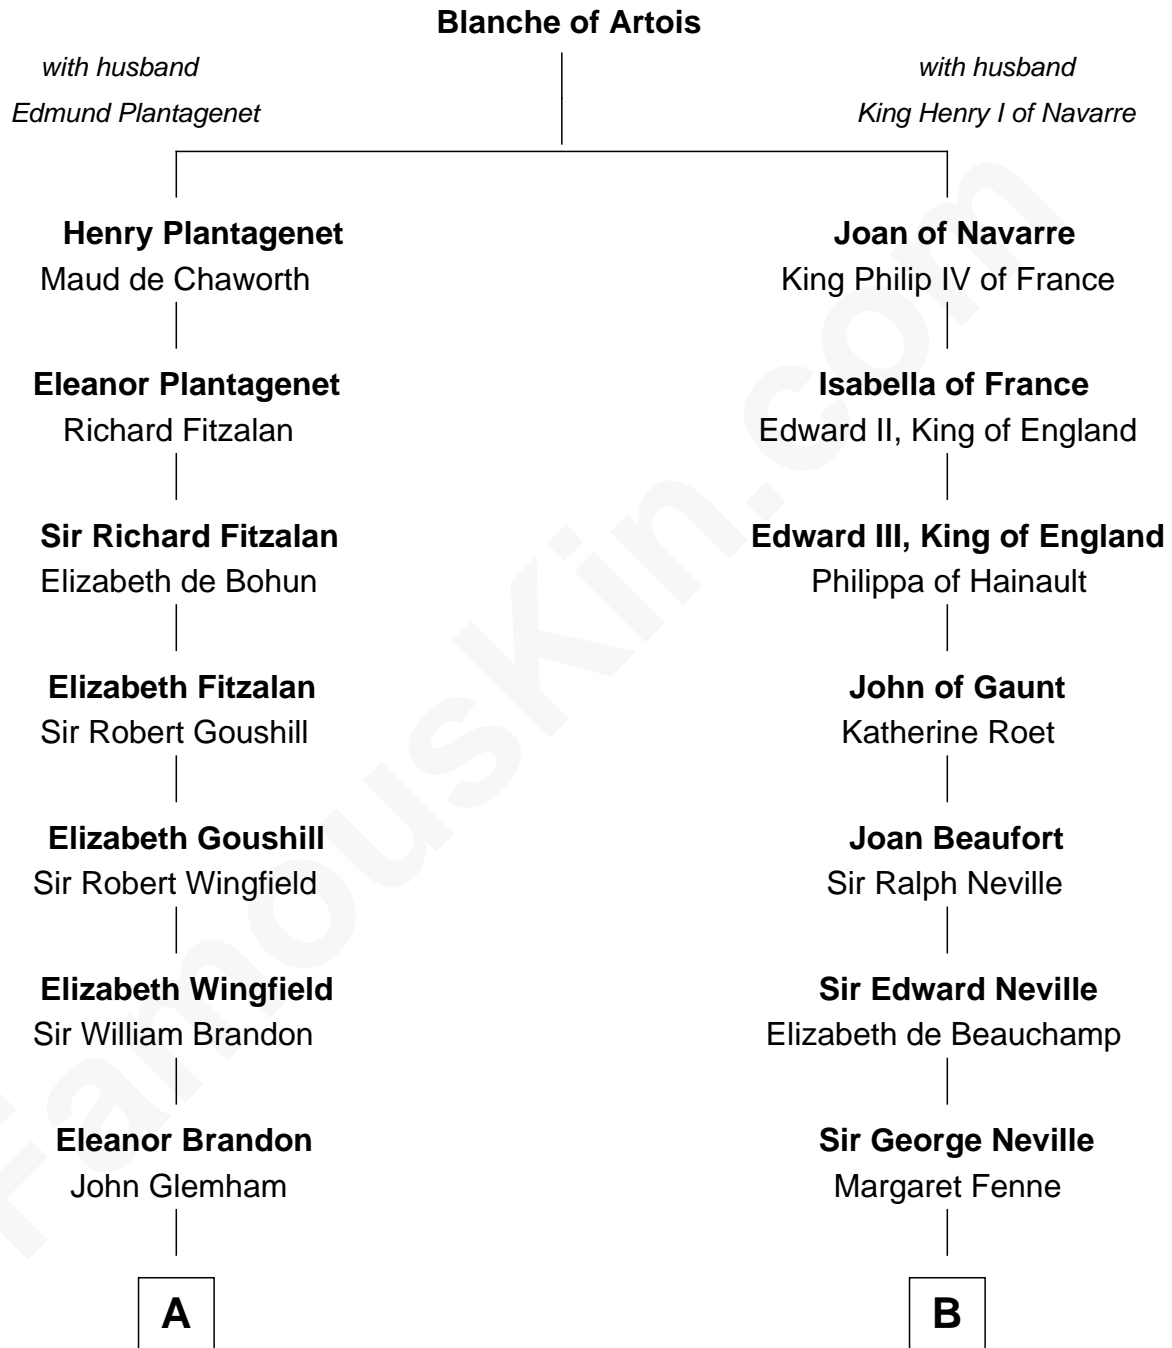 Blanche of Artois
with husband
Edmund Plantagenet
with husband
King Henry I of Navarre
Henry Plantagenet
Maud de Chaworth
Joan of Navarre
King Philip IV of France
Eleanor Plantagenet
Richard Fitzalan
Isabella of France
Edward II, King of England
Sir Richard Fitzalan
Elizabeth de Bohun
Edward III, King of England
Philippa of Hainault
Elizabeth Fitzalan
Sir Robert Goushill
John of Gaunt
Katherine Roet
Elizabeth Goushill
Sir Robert Wingfield
Joan Beaufort
Sir Ralph Neville
Elizabeth Wingfield
Sir William Brandon
Sir Edward Neville
Elizabeth de Beauchamp
Eleanor Brandon
John Glemham
Sir George Neville
Margaret Fenne
A
B
FamousKin.com